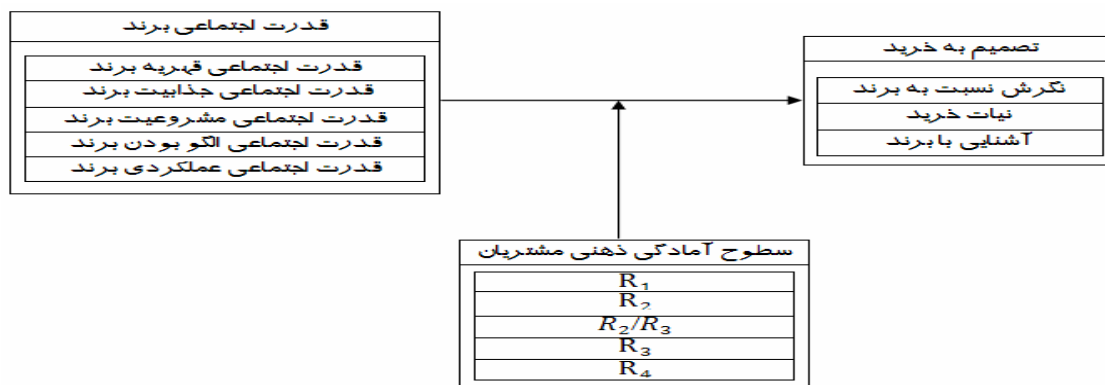 قدرت اجتماعی برند
قدرت اجتماعی قهریه برند
قدرت اجتماعی جذابیت برند
قدرت اجتماعی مشروعیت برند
قدرت اجتماعی الگو بودن برند
قدرت اجتماعی عملکردی برند
تصمیم به خرید
نگرش نسبت به برند
نیات خرید
آشنایی با برند
سطوح آمادگی ذهنی مشتریان
R₁
R₂
R₂/R₃
R₃
R₄